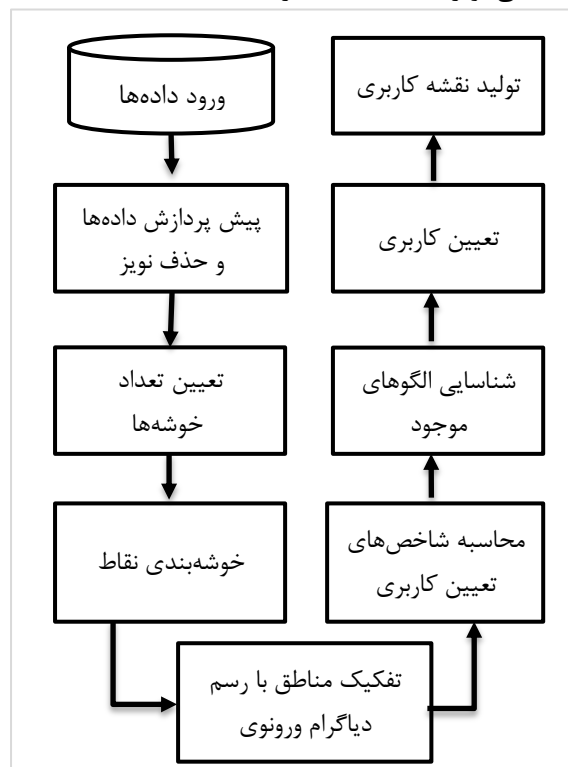 ورود داده‌ها
پیش پردازش داده‌ها
و حذف نویز
تعیین تعداد
خوشه‌ها
خوشه‌بندی نقاط
تفکیک مناطق با رسم
دیاگرام ورونوی
محاسبه شاخص‌های
تعیین کاربری
شناسایی الگوهای
موجود
تعیین کاربری
تولید نقشه کاربری